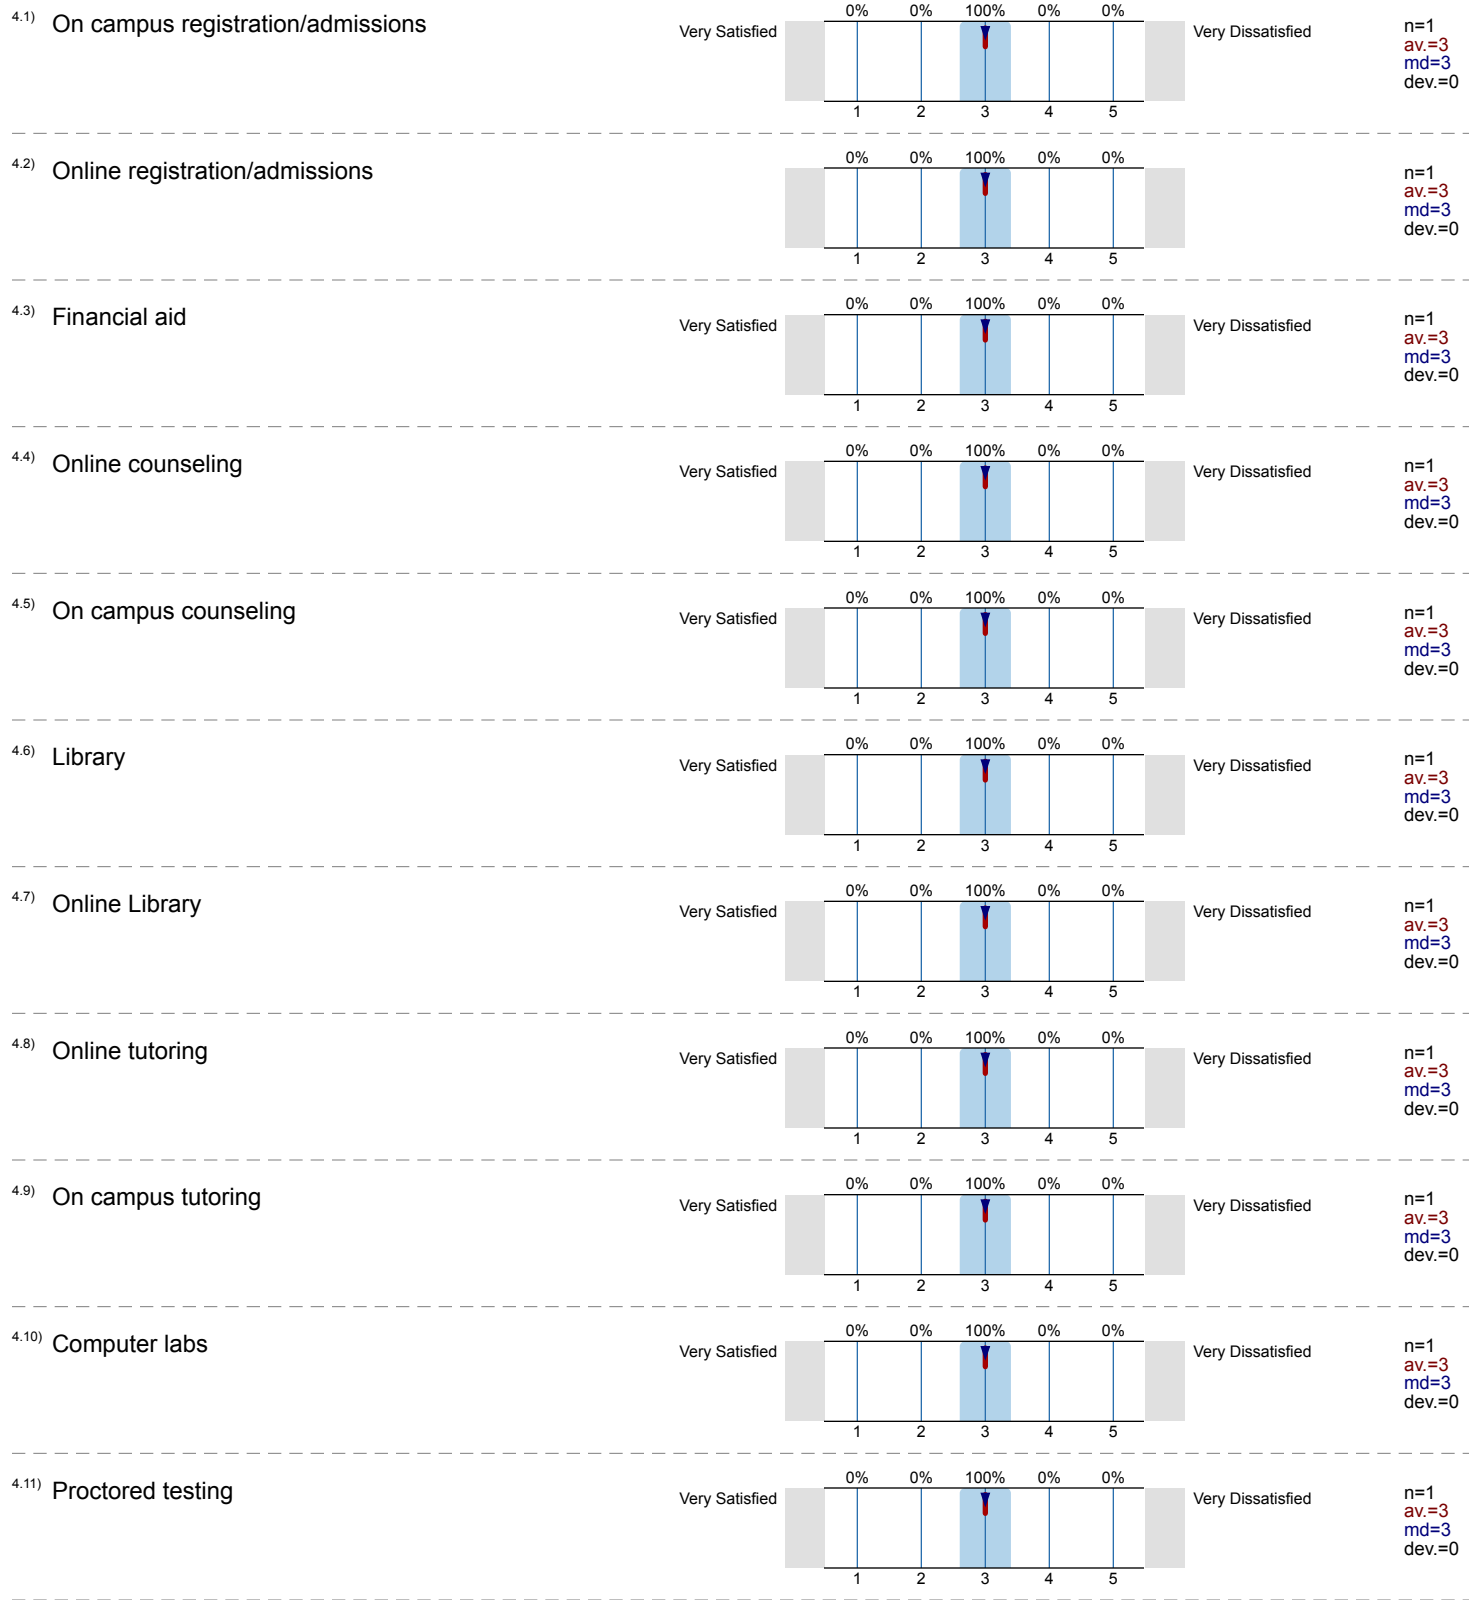 4.1) On campus registration/admissions
0% 0% 100% 0% 0%
Very Satisfied Very Dissatisfied
n=1
av.=3
md=3
dev.=0
1 2 3 4 5
4.2) Online registration/admissions
0% 0% 100% 0% 0%
n=1
av.=3
md=3
dev.=0
1 2 3 4 5
4.3) Financial aid
0% 0% 100% 0% 0%
Very Satisfied Very Dissatisfied
n=1
av.=3
md=3
dev.=0
1 2 3 4 5
4.4) Online counseling
0% 0% 100% 0% 0%
Very Satisfied Very Dissatisfied
n=1
av.=3
md=3
dev.=0
1 2 3 4 5
4.5) On campus counseling
0% 0% 100% 0% 0%
Very Satisfied Very Dissatisfied
n=1
av.=3
md=3
dev.=0
1 2 3 4 5
4.6) Library
0% 0% 100% 0% 0%
Very Satisfied Very Dissatisfied
n=1
av.=3
md=3
dev.=0
1 2 3 4 5
4.7) Online Library
0% 0% 100% 0% 0%
Very Satisfied Very Dissatisfied
n=1
av.=3
md=3
dev.=0
1 2 3 4 5
4.8) Online tutoring
0% 0% 100% 0% 0%
Very Satisfied Very Dissatisfied
n=1
av.=3
md=3
dev.=0
1 2 3 4 5
4.9) On campus tutoring
0% 0% 100% 0% 0%
Very Satisfied Very Dissatisfied
n=1
av.=3
md=3
dev.=0
1 2 3 4 5
4.10) Computer labs
0% 0% 100% 0% 0%
Very Satisfied Very Dissatisfied
n=1
av.=3
md=3
dev.=0
1 2 3 4 5
4.11) Proctored testing
0% 0% 100% 0% 0%
Very Satisfied Very Dissatisfied
n=1
av.=3
md=3
dev.=0
1 2 3 4 5